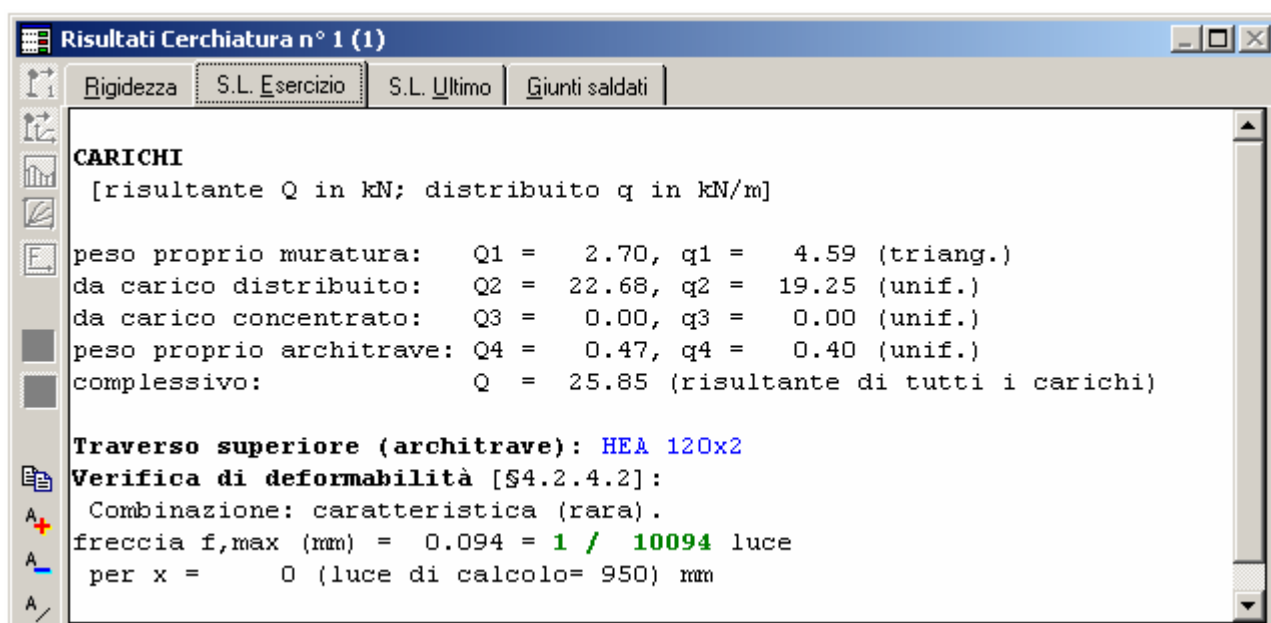 Risultati Cerchiatura n° 1 (1)
Rigidezza S.L. Esercizio S.L. Ultimo Giunti saldati
CARICHI
[risultante Q in kN; distribuito q in kN/m]
peso proprio muratura: Q1 = 2.70, q1 = 4.59 (triang.)
da carico distribuito: Q2 = 22.68, q2 = 19.25 (unif.)
da carico concentrato: Q3 = 0.00, q3 = 0.00 (unif.)
peso proprio architrave: Q4 = 0.47, q4 = 0.40 (unif.)
complessivo: Q = 25.85 (risultante di tutti i carichi)
Traverso superiore (architrave): HEA 120x2
Verifica di deformabilità [§4.2.4.2]:
Combinazione: caratteristica (rara).
freccia f,max (mm) = 0.094 = 1 / 10094 luce
per x = 0 (luce di calcolo= 950) mm